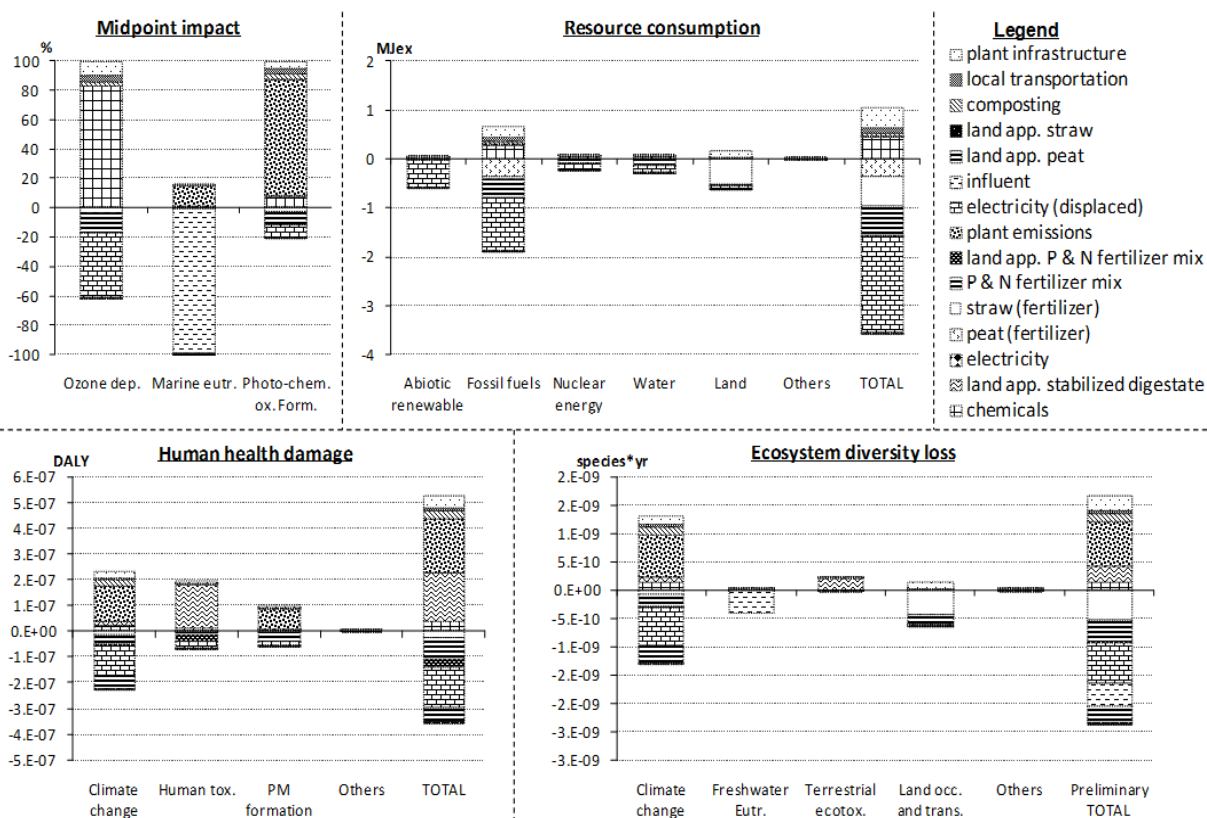 Midpoint impact
%
100
80
60
40
20
0
-20
-40
-60
-80
-100
Ozone dep. Marine eutr. Photo-chem.
ox. Form.
Resource consumption
MJex
2
1
0
-1
-2
-3
-4
Abiotic Fossil fuels Nuclear Water Land Others TOTAL
renewable energy
Legend
plant infrastructure
local transportation
composting
land app. straw
land app. peat
influent
electricity (displaced)
plant emissions
land app. P & N fertilizer mix
P & N fertilizer mix
straw (fertilizer)
peat (fertilizer)
electricity
land app. stabilized digestate
chemicals
Human health damage
DALY
6.E-07
5.E-07
4.E-07
3.E-07
2.E-07
1.E-07
0.E+00
-1.E-07
-2.E-07
-3.E-07
-4.E-07
-5.E-07
Climate Human tox. PM Others TOTAL
change formation
Ecosystem diversity loss
species*yr
2.E-09
2.E-09
1.E-09
5.E-10
0.E+00
-5.E-10
-1.E-09
-2.E-09
-2.E-09
-3.E-09
-3.E-09
Climate Freshwater Terrestrial Land occ. Others Preliminary
change Eutr. ecotox. and trans. TOTAL